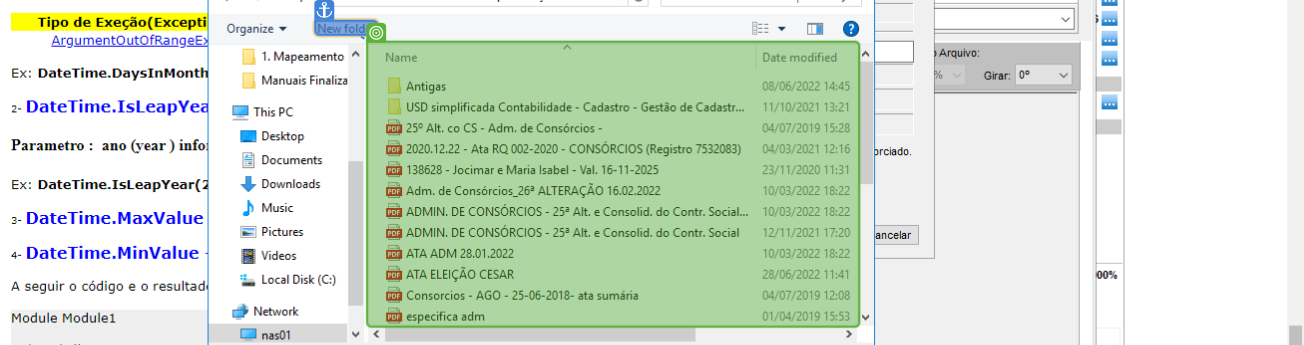 Tipo de Exeção(Excepti
ArgumentOutOfRangeEx
Ex: DateTime.DaysInMonth
2- DateTime.IsLeapYea
Parametro : ano (year ) infor
Ex: DateTime.IsLeapYear(2
3- DateTime.MaxValue
4- DateTime.MinValue -
A seguir o código e o resultad
Module Module1
Organize
New fold
1. Mapeamento
Manuais Finaliza
This PC
Desktop
Documents
Downloads
Music
Pictures
Videos
Local Disk (C:)
Network
nas01
Name Date modified
Antigas 08/06/2022 14:45
USD simplificada Contabilidade - Cadastro - Gestão de Cadastr... 11/10/2021 13:21
25º Alt. co CS - Adm. de Consórcios - 04/07/2019 15:28
2020.12.22 - Ata RQ 002-2020 - CONSÓRCIOS (Registro 7532083) 04/03/2021 12:16
138628 - Jocimar e Maria Isabel - Val. 16-11-2025 23/11/2020 11:31
Adm. de Consórcios_26ª ALTERAÇÃO 16.02.2022 10/03/2022 18:22
ADMIN. DE CONSÓRCIOS - 25ª Alt. e Consolid. do Contr. Social... 10/03/2022 18:22
ADMIN. DE CONSÓRCIOS - 25ª Alt. e Consolid. do Contr. Social 12/11/2021 17:20
ATA ADM 28.01.2022 10/03/2022 18:22
ATA ELEIÇÃO CESAR 28/06/2022 11:41
Consorcios - AGO - 25-06-2018- ata sumária 04/07/2019 12:08
especifica adm 01/04/2019 15:53
o Arquivo:
% Girar: 0º
orciado.
ancelar
s
00%